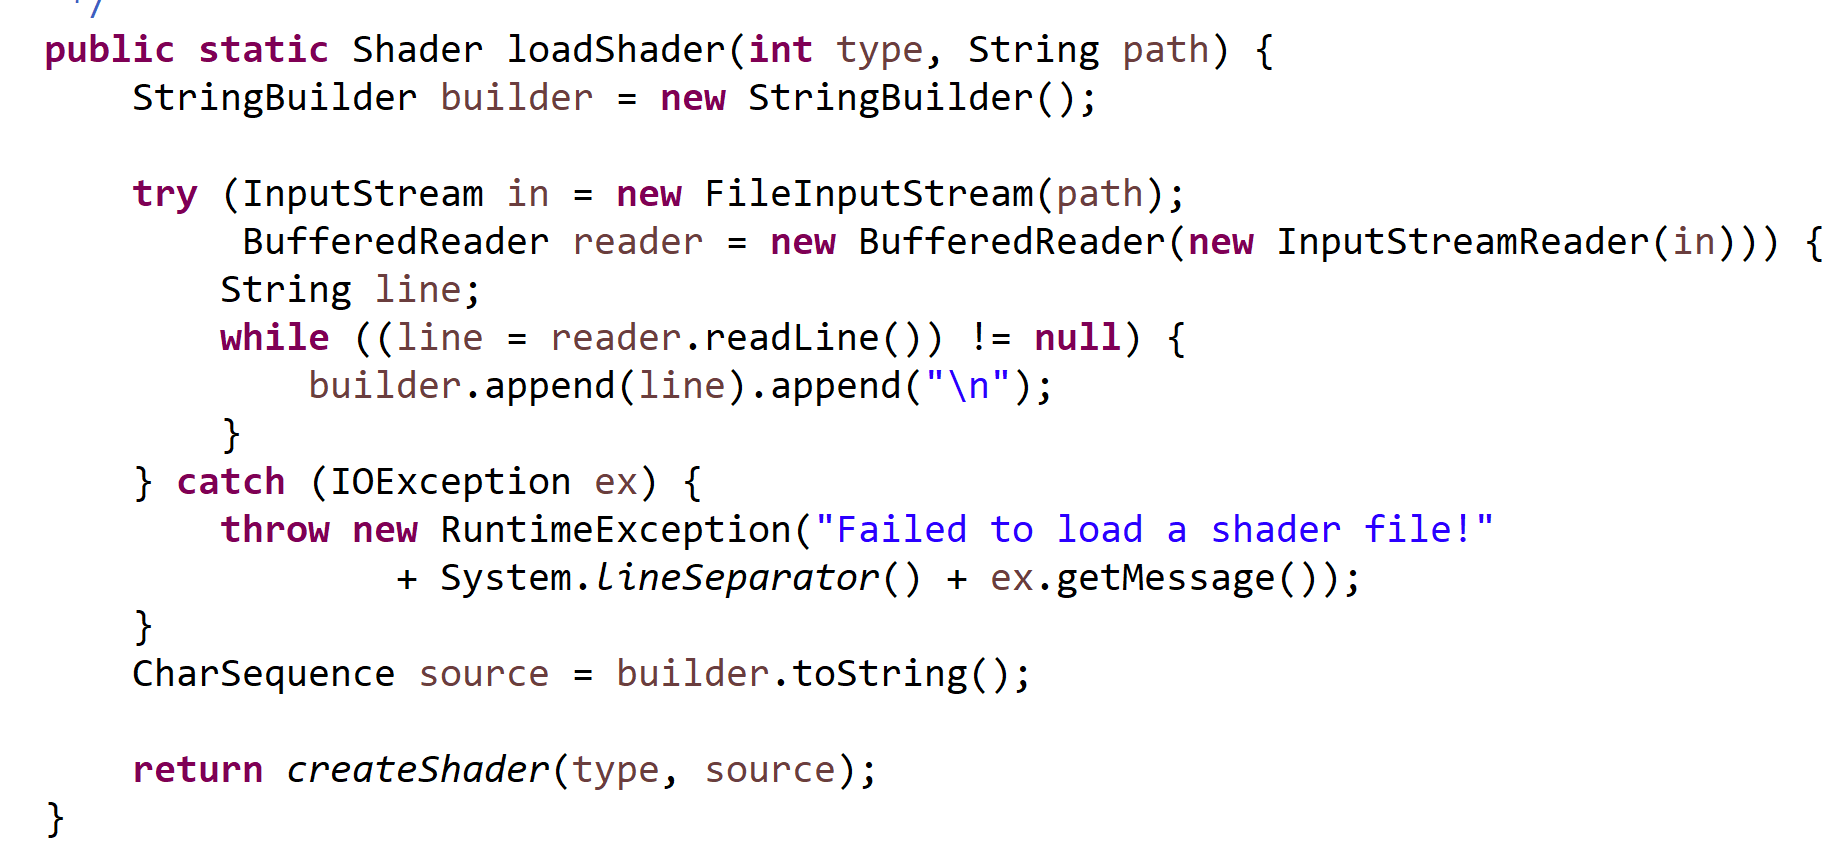 */
public static Shader loadShader(int type, String path) {
    StringBuilder builder = new StringBuilder();

    try (InputStream in = new FileInputStream(path);
         BufferedReader reader = new BufferedReader(new InputStreamReader(in))) {
        String line;
        while ((line = reader.readLine()) != null) {
            builder.append(line).append("\n");
        }
    } catch (IOException ex) {
        throw new RuntimeException("Failed to load a shader file!"
                + System.lineSeparator() + ex.getMessage());
    }
    CharSequence source = builder.toString();

    return createShader(type, source);
}